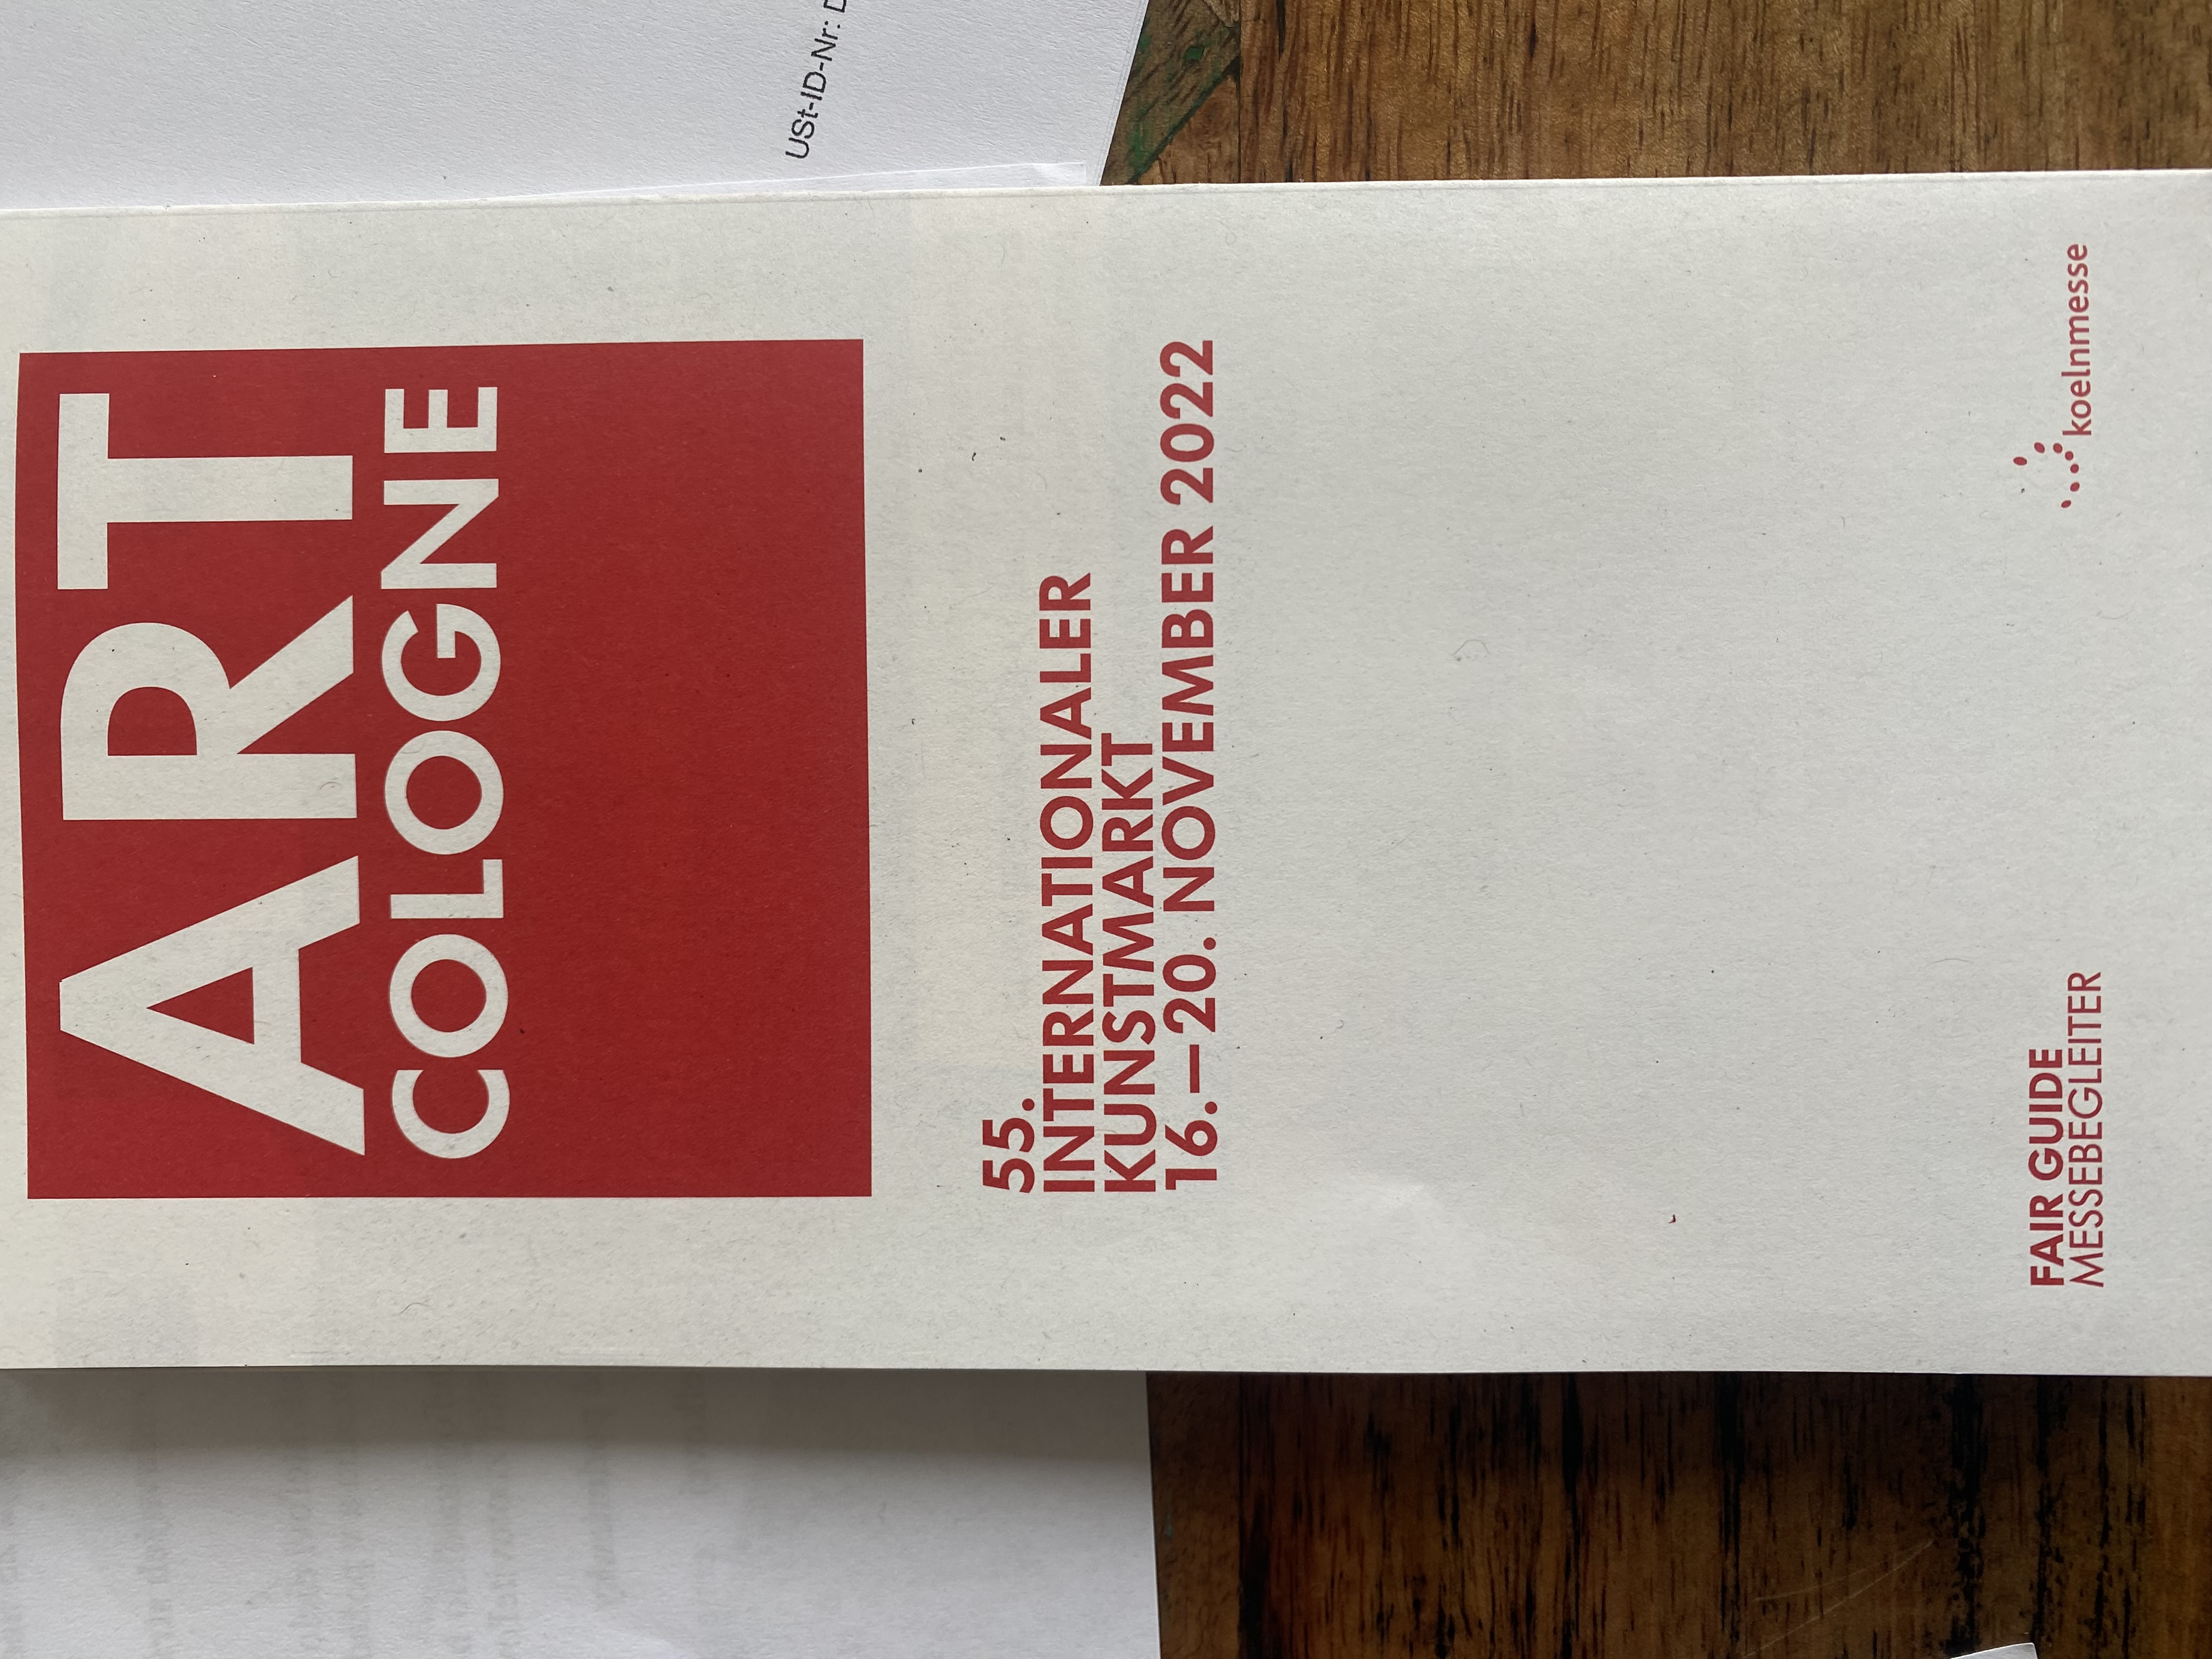 ART
COLOGNE
55.
INTERNATIONALER
KUNSTMARKT
16.—20. NOVEMBER 2022
FAIR GUIDE
MESSEBEGLEITER
koelnmesse
USt-ID-Nr: